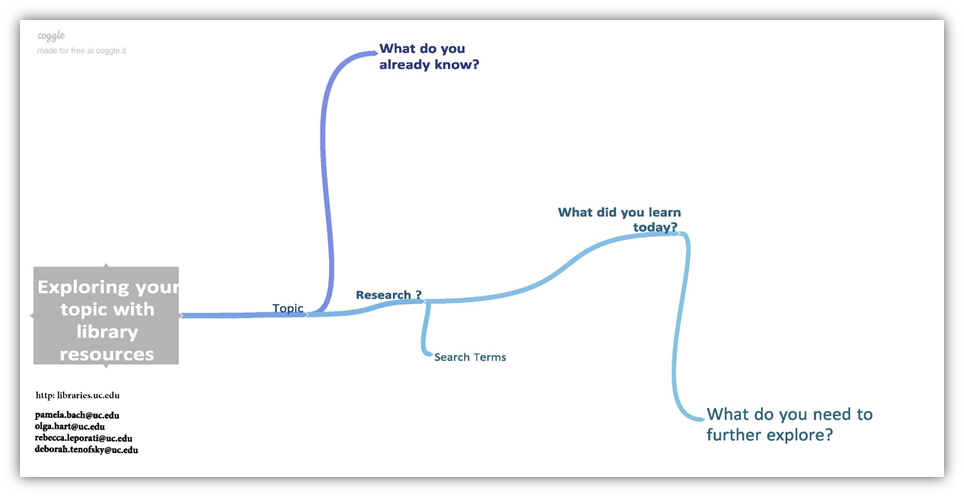 coggle
made for free at coggle.it
What do you
already know?
What did you learn
today?
Exploring your
topic with
library
resources
Topic
Research ?
Search Terms
What do you need to
further explore?
http: libraries.uc.edu
pamela.bach@uc.edu
olga.hart@uc.edu
rebecca.leporati@uc.edu
deborah.tenofsky@uc.edu